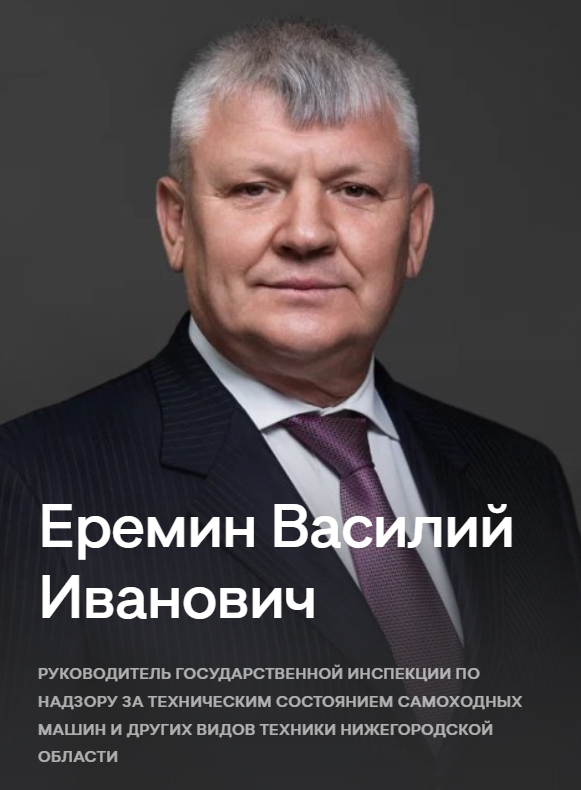 Еремин Василий
Иванович
РУКОВОДИТЕЛЬ ГОСУДАРСТВЕННОЙ ИНСПЕКЦИИ ПО
НАДЗОРУ ЗА ТЕХНИЧЕСКИМ СОСТОЯНИЕМ САМОХОДНЫХ
МАШИН И ДРУГИХ ВИДОВ ТЕХНИКИ НИЖЕГОРОДСКОЙ
ОБЛАСТИ